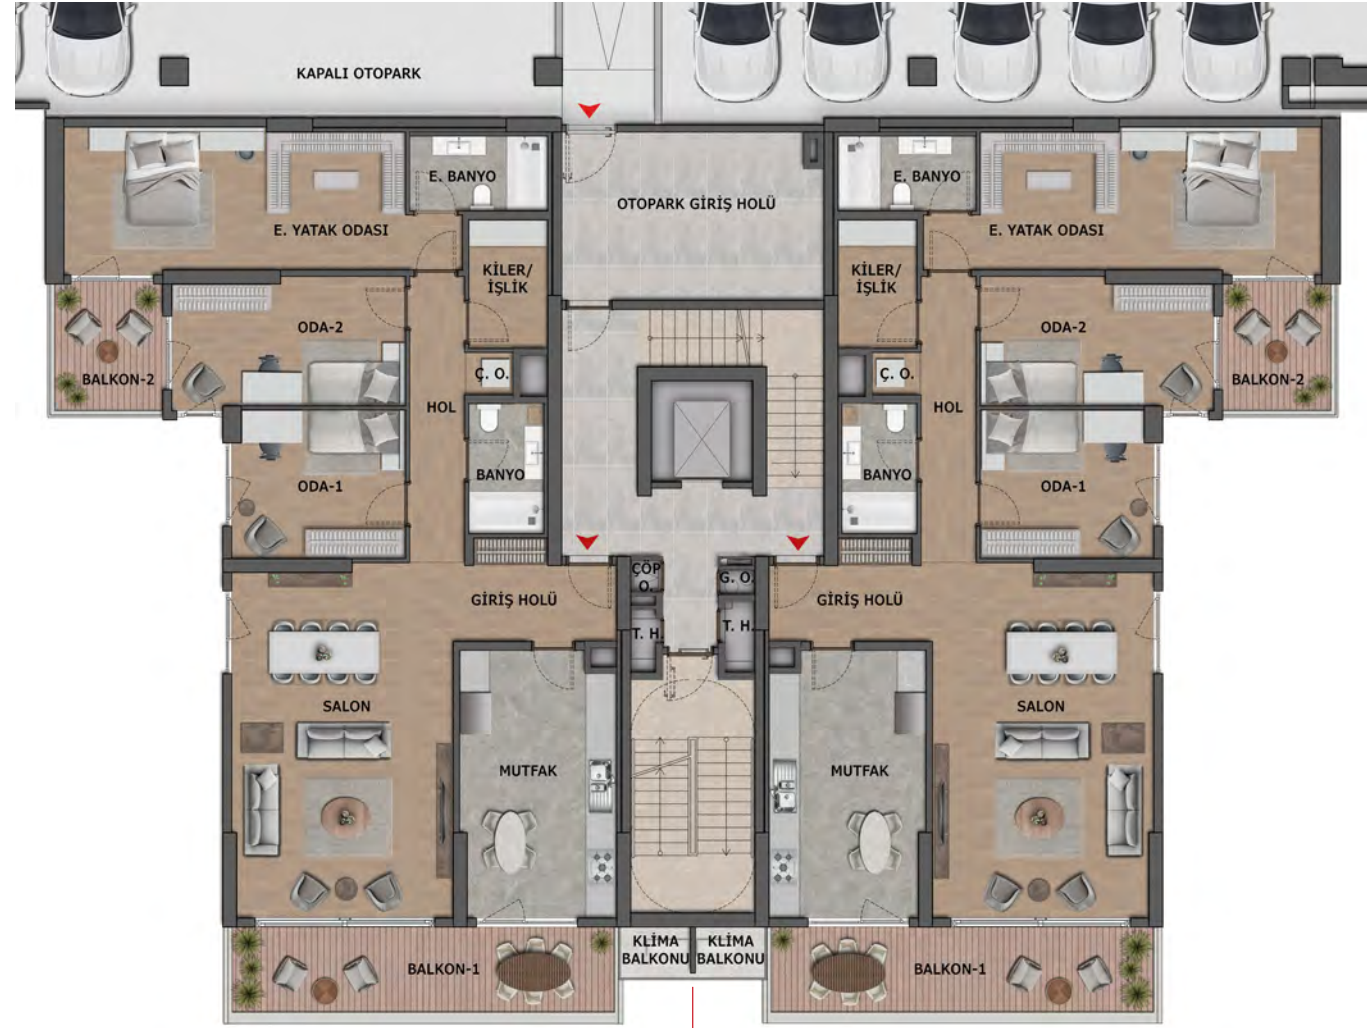 KAPALI OTOPARK
E. BANYO
E. BANYO
OTOPARK GİRİŞ HOLÜ
E. YATAK ODASI
E. YATAK ODASI
KİLER/
İŞLİK
KİLER/
İŞLİK
ODA-2
ODA-2
BALKON-2
Ç. O.
Ç. O.
BALKON-2
HOL
HOL
BANYO
BANYO
ODA-1
ODA-1
ÇÖP
O.
G. O.
GİRİŞ HOLÜ
GİRİŞ HOLÜ
T. H.
T. H.
SALON
SALON
MUTFAK
MUTFAK
KLİMA
BALKONU
KLİMA
BALKONU
BALKON-1
BALKON-1